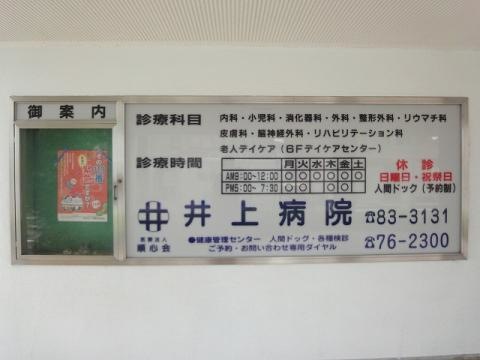 御案内
診療科目
内科・小児科・消化器科・外科・整形外科・リウマチ科
皮膚科・脳神経外科・リハビリテーション科
老人デイケア(6Fデイケアセンター)
診療時間
月火水木金土
AM9:00~12:00 ○○○○○○
PM5:00~ 7:30 ○○ ○○
休診
日曜日・祝祭日
人間ドック(予約制)
医療法人
順心会
井上病院
☎83-3131
●健康管理センター 人間ドッグ・各種検診
ご予約・お問い合わせ専用ダイヤル
☎76-2300